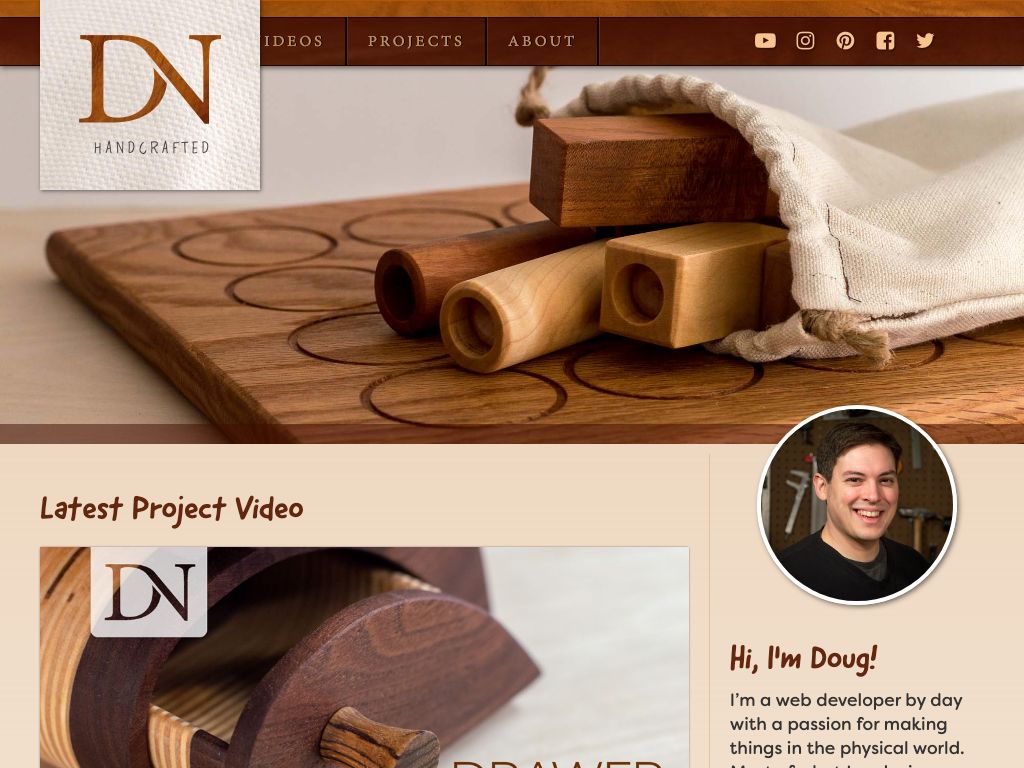 DN
HANDCRAFTED
IDEOS
PROJECTS
ABOUT
Latest Project Video
DN
DRAWER
Hi, I'm Doug!
I'm a web developer by day
with a passion for making
things in the physical world.